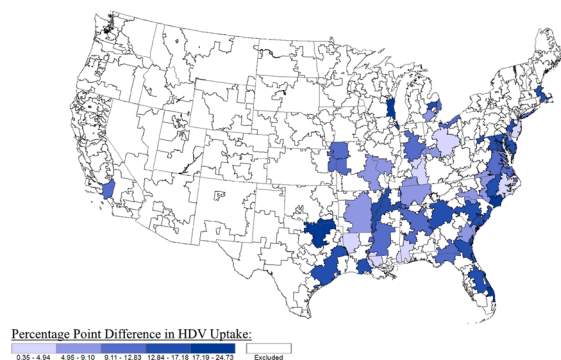 Percentage Point Difference in HDV Uptake:
0.35 - 4.94 4.95 - 9.10 9.11 - 12.83 12.84 - 17.18 17.19 - 24.73 Excluded